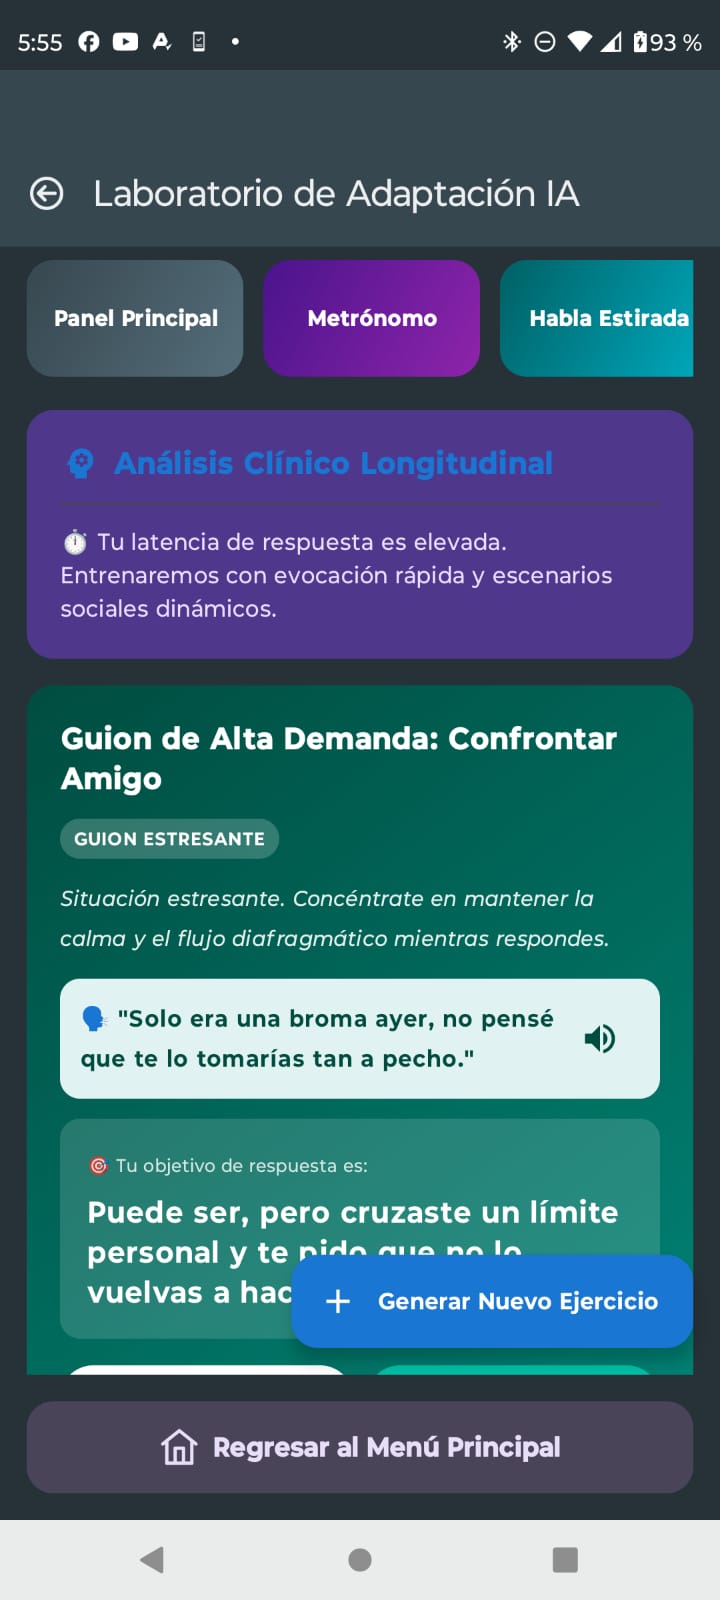 5:55
93 %
Laboratorio de Adaptación IA
Panel Principal
Metrónomo
Habla Estirada
Análisis Clínico Longitudinal
Tu latencia de respuesta es elevada.
Entrenaremos con evocación rápida y escenarios
sociales dinámicos.
Guion de Alta Demanda: Confrontar
Amigo
GUION ESTRESANTE
Situación estresante. Concéntrate en mantener la
calma y el flujo diafragmático mientras respondes.
"Solo era una broma ayer, no pensé
que te lo tomarías tan a pecho."
Tu objetivo de respuesta es:
Puede ser, pero cruzaste un límite
personal y te pido que no lo
vuelvas a hac
Generar Nuevo Ejercicio
Regresar al Menú Principal